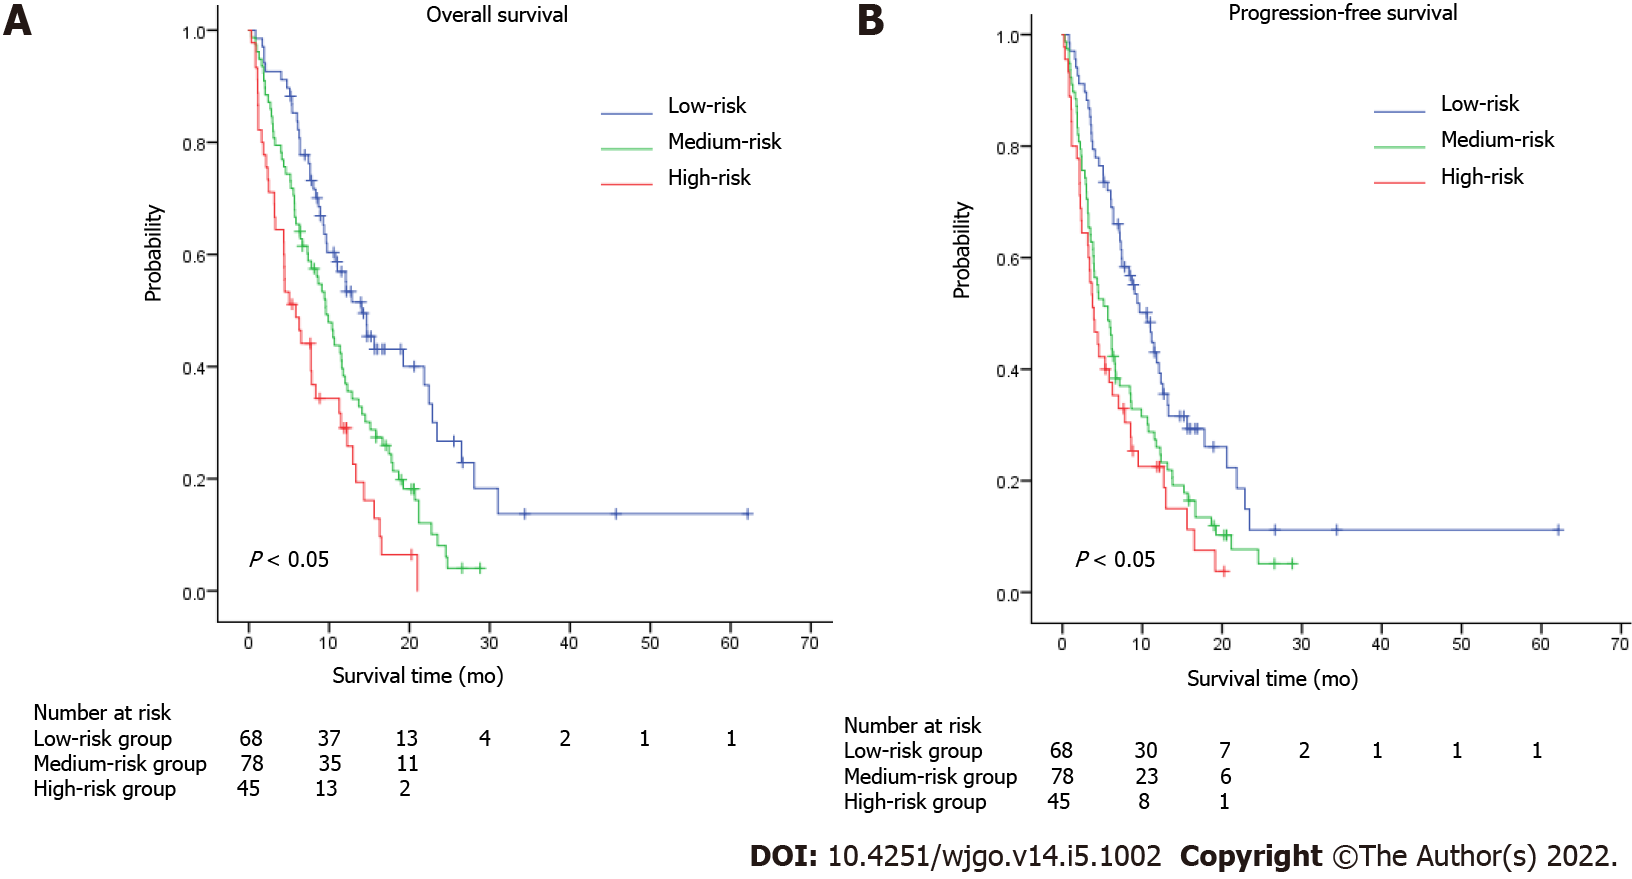 A
Overall survival
1.0
0.8
0.6
0.4
0.2
0.0
Probability
Low-risk
Medium-risk
High-risk
P < 0.05
0 10 20 30 40 50 60 70
Survival time (mo)
Number at risk
Low-risk group 68 37 13 4 2 1 1
Medium-risk group 78 35 11
High-risk group 45 13 2
B
Progression-free survival
1.0
0.8
0.6
0.4
0.2
0.0
Probability
Low-risk
Medium-risk
High-risk
P < 0.05
0 10 20 30 40 50 60 70
Survival time (mo)
Number at risk
Low-risk group 68 30 7 2 1 1 1
Medium-risk group 78 23 6
High-risk group 45 8 1
DOI: 10.4251/wjgo.v14.i5.1002 Copyright ©The Author(s) 2022.